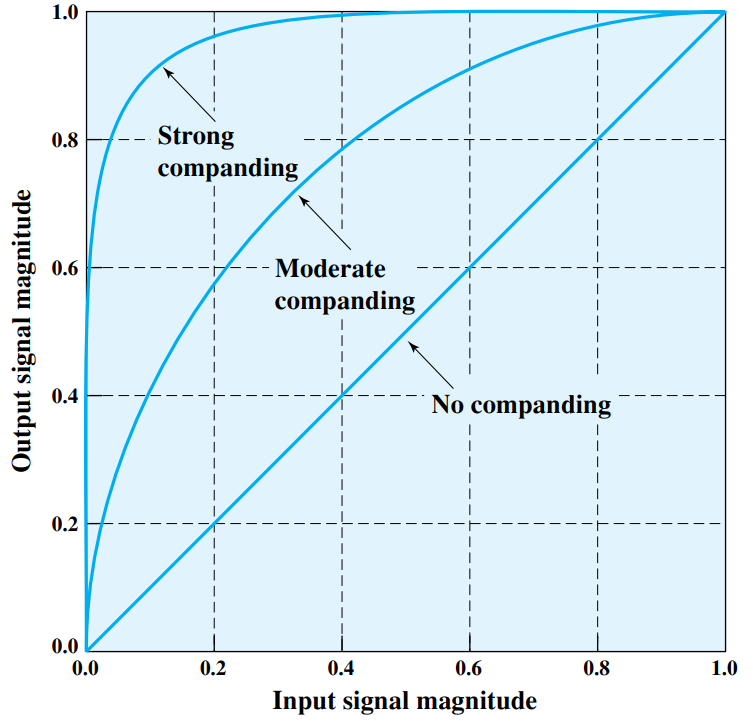 1.0
0.8
0.6
0.4
0.2
0.0
Output signal magnitude
Strong
companding
Moderate
companding
No companding
0.0 0.2 0.4 0.6 0.8 1.0
Input signal magnitude